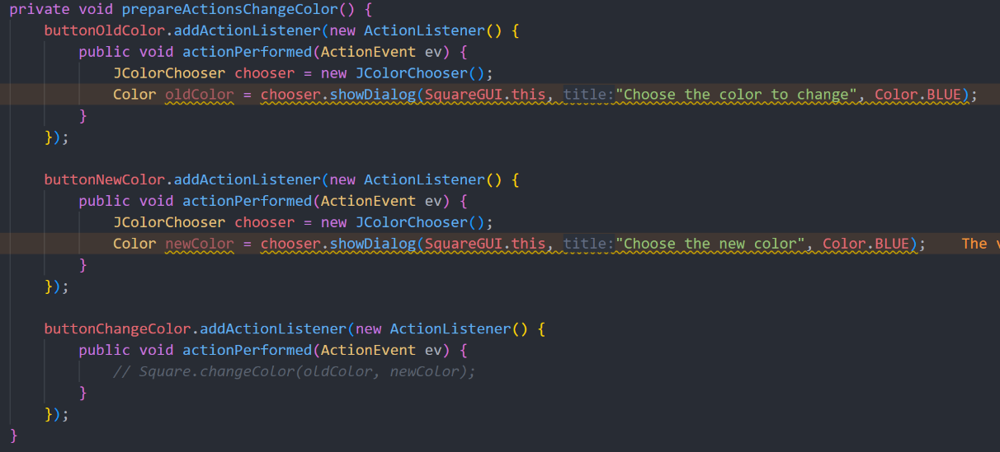 private void prepareActionsChangeColor() {
buttonOldColor.addActionListener(new ActionListener() {
public void actionPerformed(ActionEvent ev) {
JColorChooser chooser = new JColorChooser();
Color oldColor = chooser.showDialog(SquareGUI.this, title:"Choose the color to change", Color.BLUE);
}
});
buttonNewColor.addActionListener(new ActionListener() {
public void actionPerformed(ActionEvent ev) {
JColorChooser chooser = new JColorChooser();
Color newColor = chooser.showDialog(SquareGUI.this, title:"Choose the new color", Color.BLUE); The
}
});
buttonChangeColor.addActionListener(new ActionListener() {
public void actionPerformed(ActionEvent ev) {
// Square.changeColor(oldColor, newColor);
}
});
}